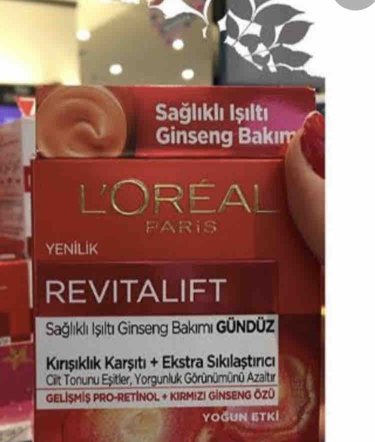 Sağlıklı Işıltı
Ginseng Bakım
L'ORÉAL
PARIS
YENİLİK
REVITALIFT
Sağlıklı Işıltı Ginseng Bakımı GÜNDÜZ
Kırışıklık Karşıtı + Ekstra Sıkılaştırıcı
Cilt Tonunu Eşitler, Yorgunluk Görünümünü Azaltır
GELİŞMİŞ PRO-RETINOL + KIRMIZI GINSENG ÖZÜ
YOĞUN ETKİ